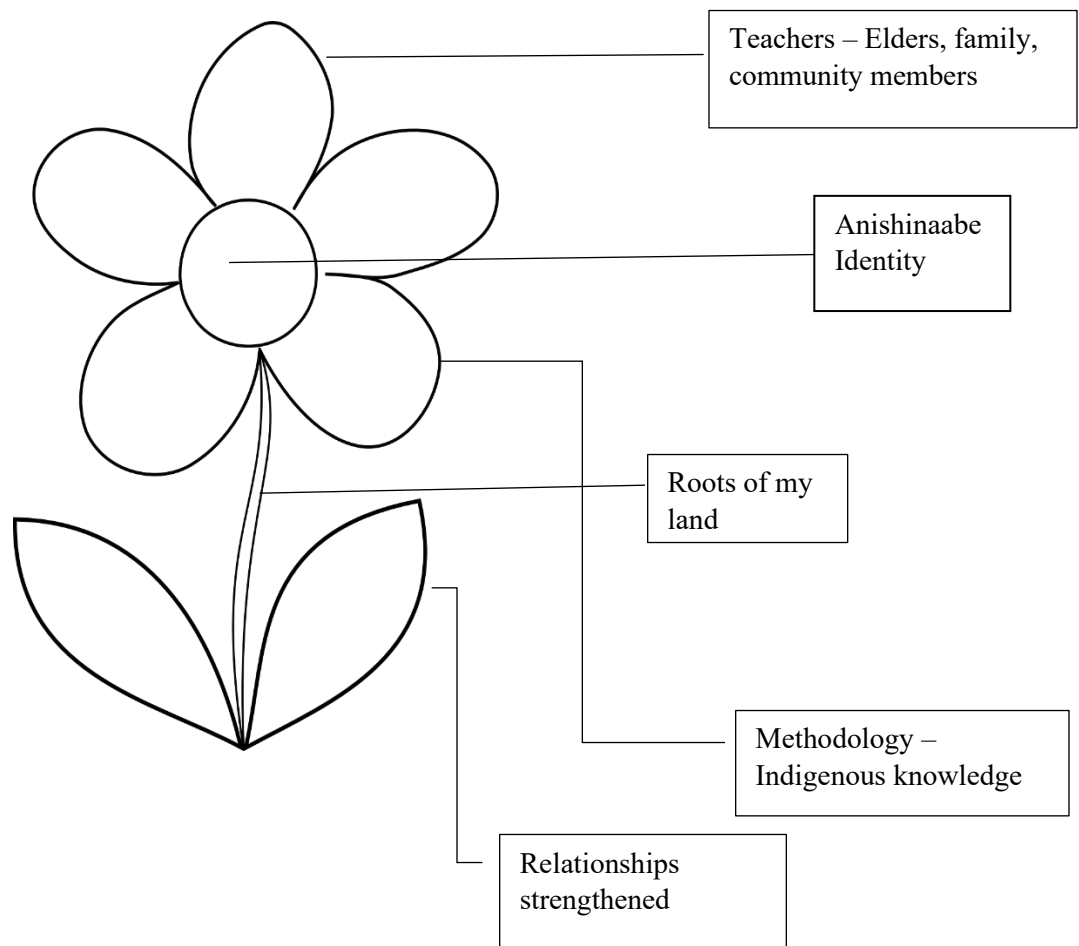 Teachers – Elders, family,
community members
Anishinaabe
Identity
Roots of my
land
Methodology –
Indigenous knowledge
Relationships
strengthened